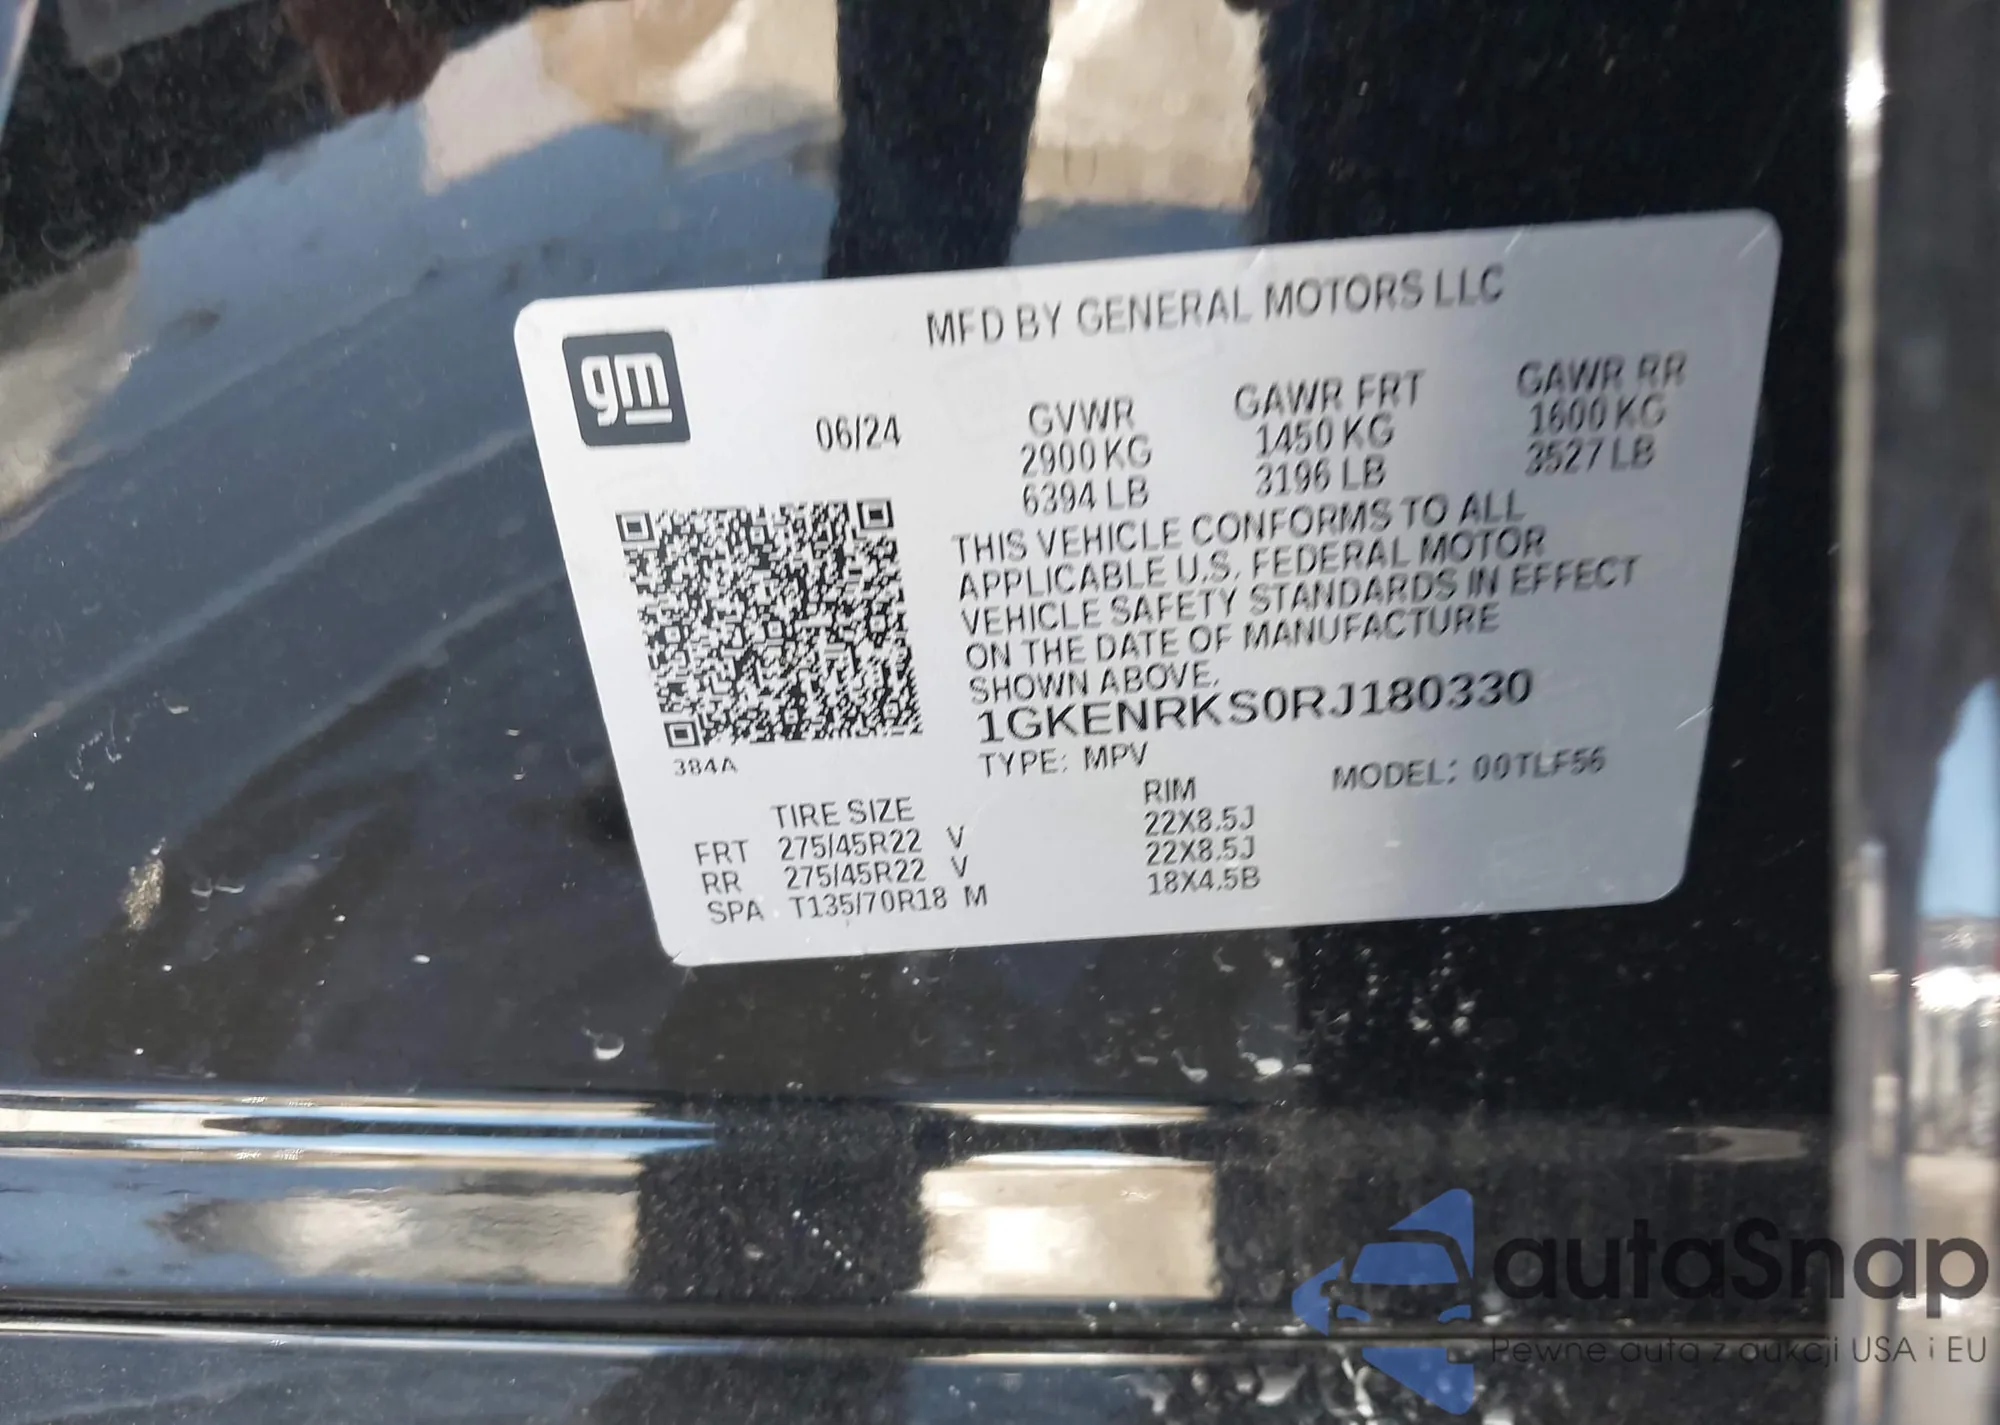 MFD BY GENERAL MOTORS LLC
gm
06/24
GVWR GAWR FRT GAWR RR
2900 KG 1450 KG 1600 KG
6394 LB 3196 LB 3527 LB
THIS VEHICLE CONFORMS TO ALL
APPLICABLE U.S. FEDERAL MOTOR
VEHICLE SAFETY STANDARDS IN EFFECT
ON THE DATE OF MANUFACTURE
SHOWN ABOVE.
1GKENRKS0RJ180330
384A
TYPE: MPV MODEL: 00TLF56
TIRE SIZE RIM
FRT 275/45R22 V 22X8.5J
RR 275/45R22 V 22X8.5J
SPA T135/70R18 M 18X4.5B
autaSnap
Pewne auta z aukcji USA i EU